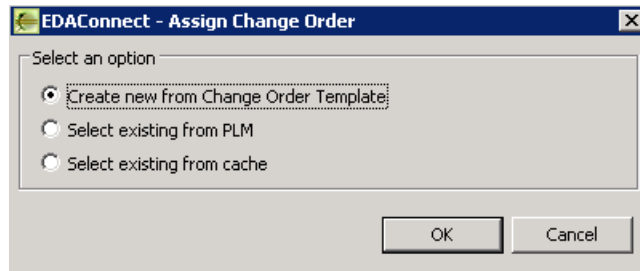 EDAConnect - Assign Change Order
Select an option
Create new from Change Order Template
Select existing from PLM
Select existing from cache
OK Cancel